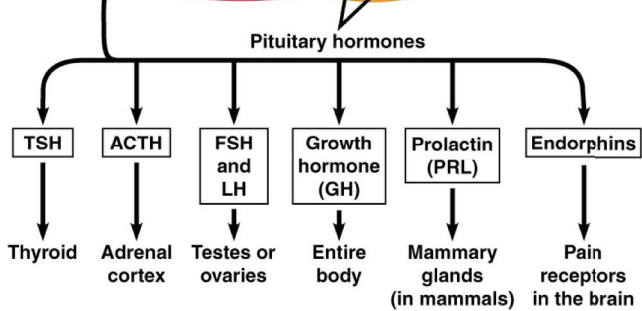 Pituitary hormones
TSH
ACTH
FSH
and
LH
Growth
hormone
(GH)
Prolactin
(PRL)
Endorphins
Thyroid
Adrenal
cortex
Testes or
ovaries
Entire
body
Mammary
glands
(in mammals)
Pain
receptors
in the brain